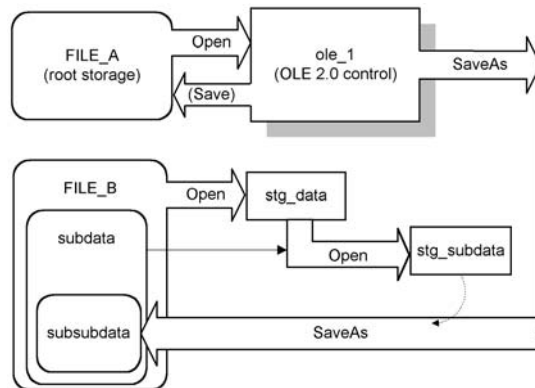 FILE_A
(root storage)
Open
(Save)
ole_1
(OLE 2.0 control)
SaveAs
FILE_B
Open
stg_data
subdata
Open
stg_subdata
subsubdata
SaveAs